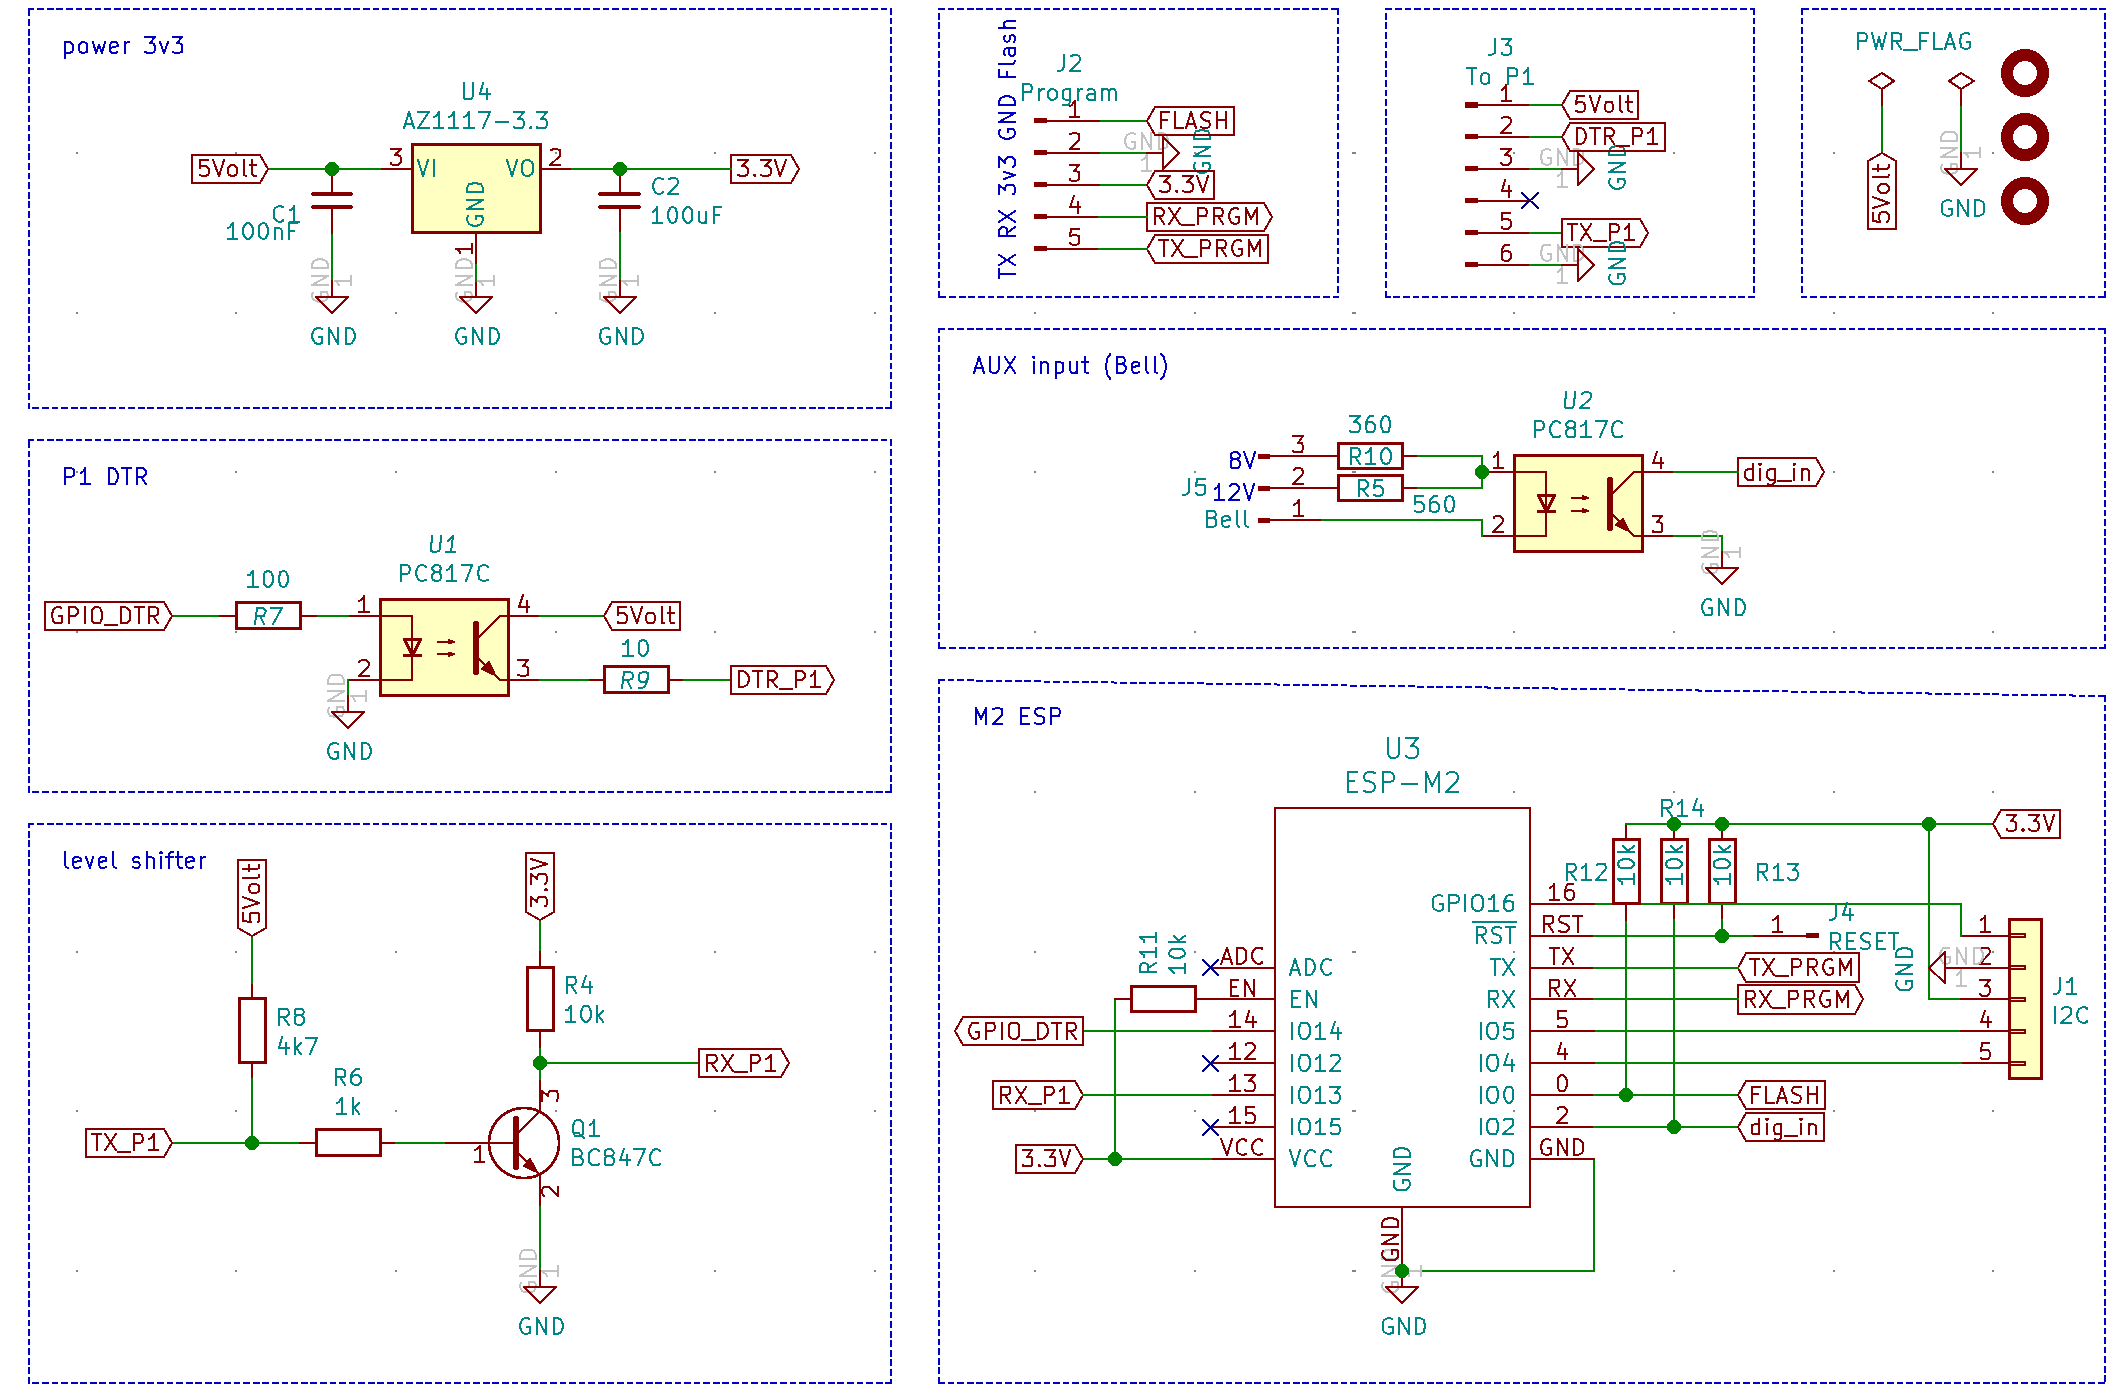 power 3v3
U4
AZ1117-3.3
5Volt
3
VI
VO
2
3.3V
GND
1
C1
100nF
C2
100uF
GND
1
GND
1
GND
1
GND
GND
GND
TX RX 3v3 GND Flash
J2
Program
1
FLASH
2
GND
1
GND
3
3.3V
4
RX_PRGM
5
TX_PRGM
J3
To P1
1
5Volt
2
DTR_P1
3
GND
1
GND
4
5
TX_P1
6
GND
1
GND
PWR_FLAG
5Volt
GND
1
GND
AUX input (Bell)
U2
PC817C
360
8V
3
R10
1
4
dig_in
J5
12V
2
R5
560
Bell
1
2
3
GND
1
GND
P1 DTR
U1
PC817C
100
GPIO_DTR
R7
1
4
5Volt
10
2
3
R9
DTR_P1
GND
1
GND
level shifter
5Volt
3.3V
R8
4k7
R4
10k
RX_P1
R6
1k
3
TX_P1
1
Q1
BC847C
2
GND
1
GND
M2 ESP
U3
ESP-M2
R14
3.3V
R12
10k
10k
10k
R13
GPIO16
16
RST
RST
1
J4
RESET
R11
10k
ADC
ADC
TX
TX
TX_PRGM
EN
EN
RX
RX
RX_PRGM
GPIO_DTR
14
IO14
IO5
5
12
IO12
IO4
4
RX_P1
13
IO13
IO0
0
FLASH
15
IO15
IO2
2
dig_in
3.3V
VCC
VCC
GND
GND
GND
GND
GND
1
GND
1
GND
2
GND
1
3
4
5
J1
I2C